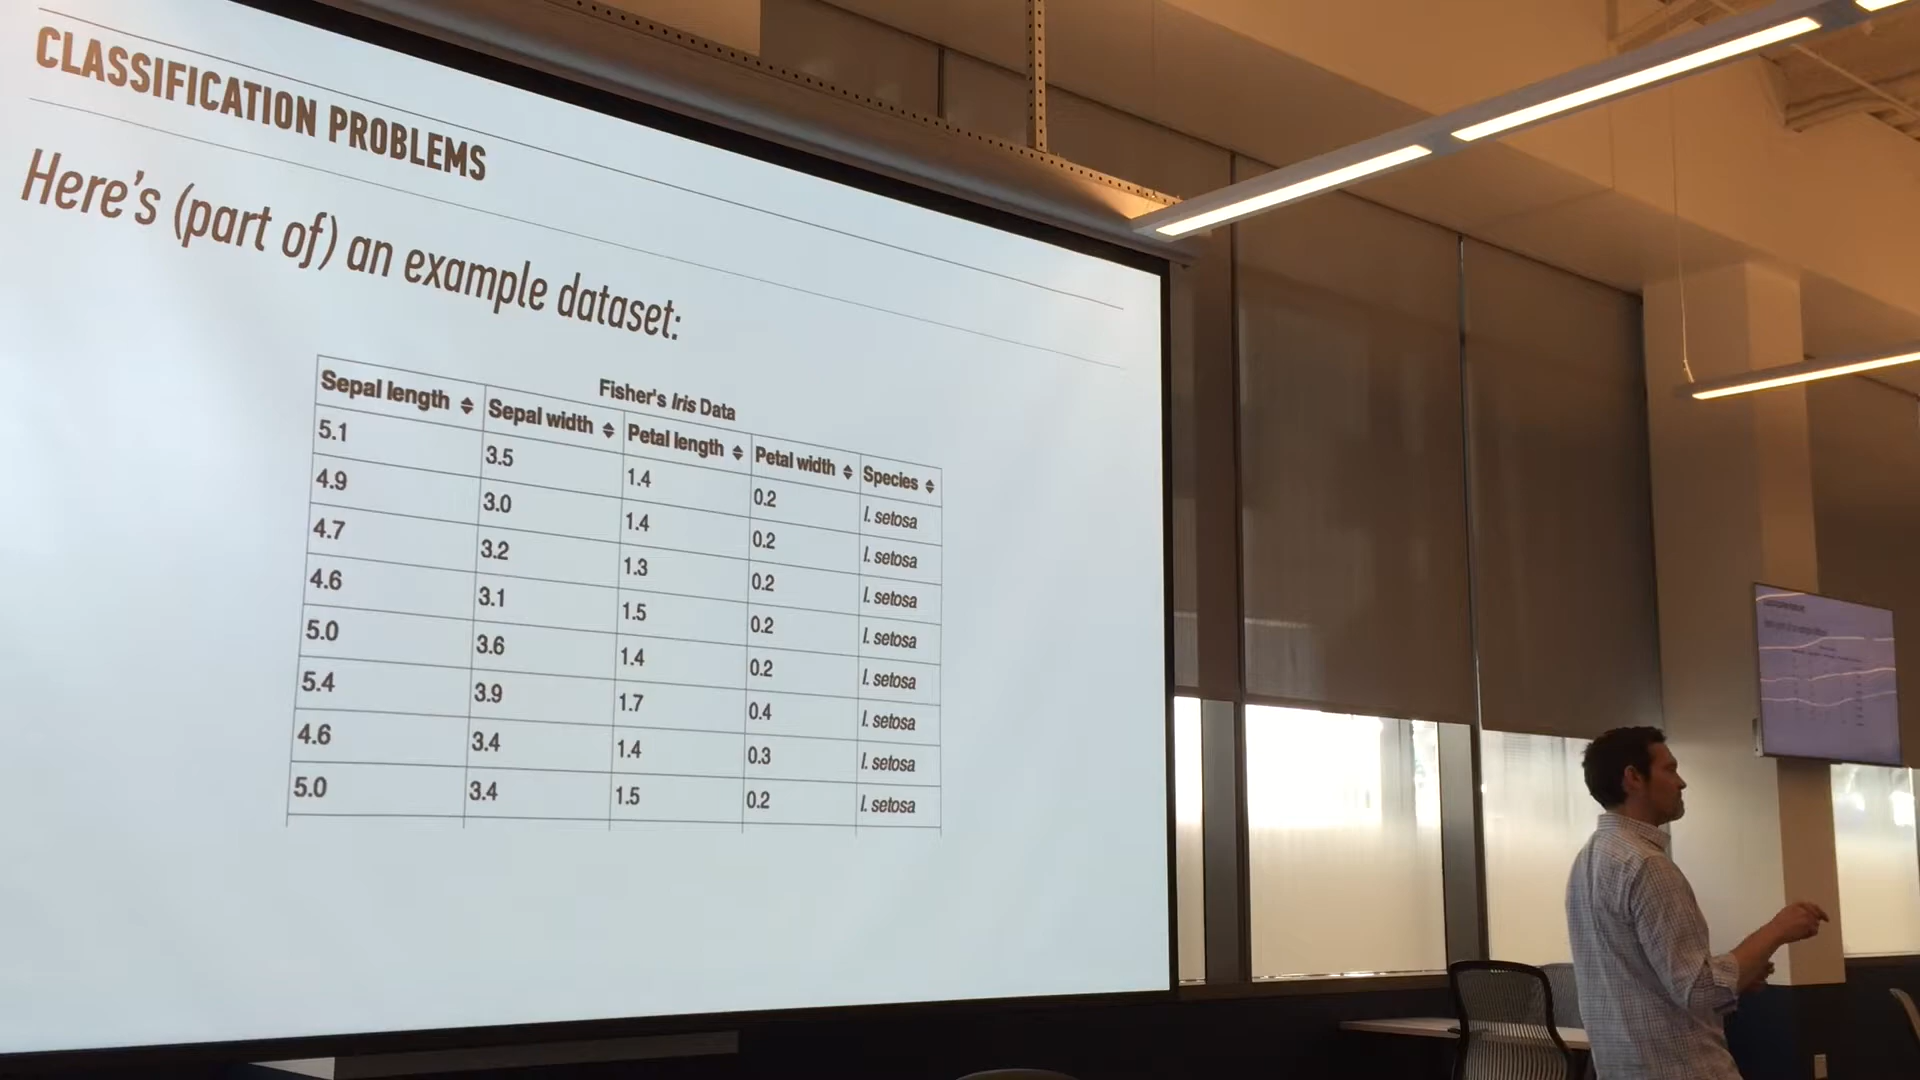 CLASSIFICATION PROBLEMS
Here's (part of) an example dataset:
Fisher's Iris Data
Sepal length Sepal width Petal length Petal width Species
5.1 3.5 1.4 0.2 I. setosa
4.9 3.0 1.4 0.2 I. setosa
4.7 3.2 1.3 0.2 I. setosa
4.6 3.1 1.5 0.2 I. setosa
5.0 3.6 1.4 0.2 I. setosa
5.4 3.9 1.7 0.4 I. setosa
4.6 3.4 1.4 0.3 I. setosa
5.0 3.4 1.5 0.2 I. setosa